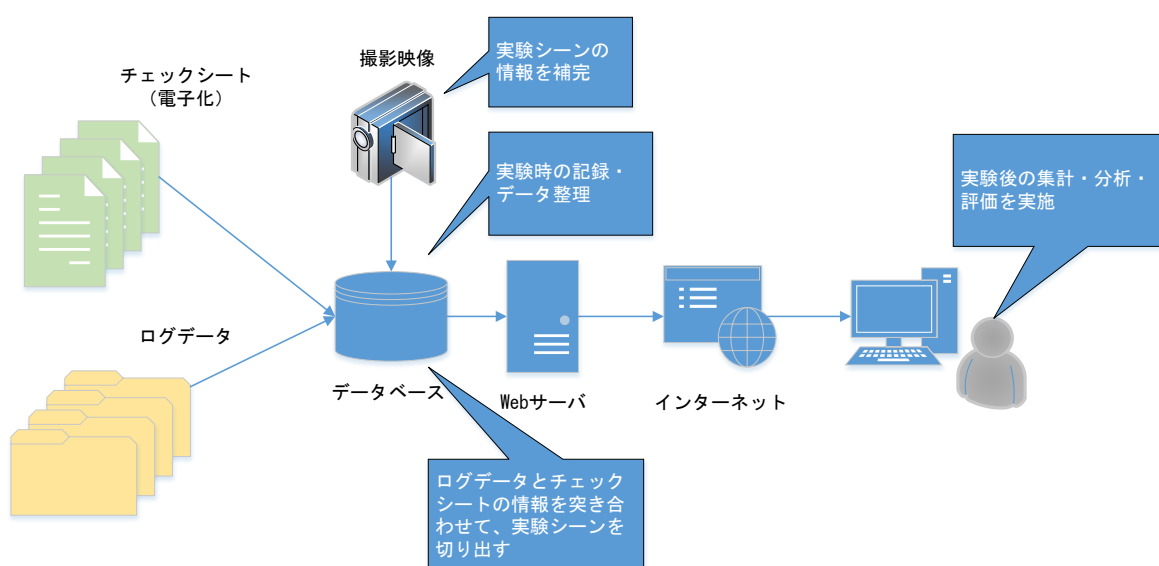 チェックシート
（電子化）
撮影映像
実験シーンの
情報を補完
実験時の記録・
データ整理
実験後の集計・分析・
評価を実施
ログデータ
データベース
Webサーバ
インターネット
ログデータとチェック
シートの情報を突き合
わせて、実験シーンを
切り出す